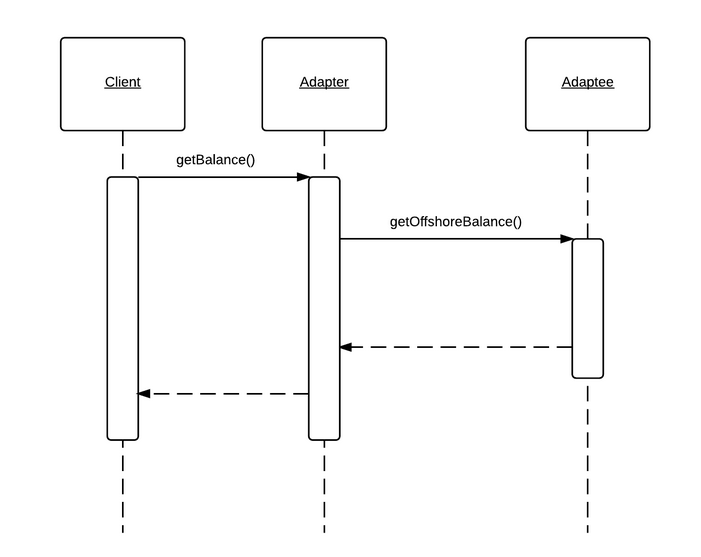 Client
Adapter
Adaptee
getBalance()
getOffshoreBalance()